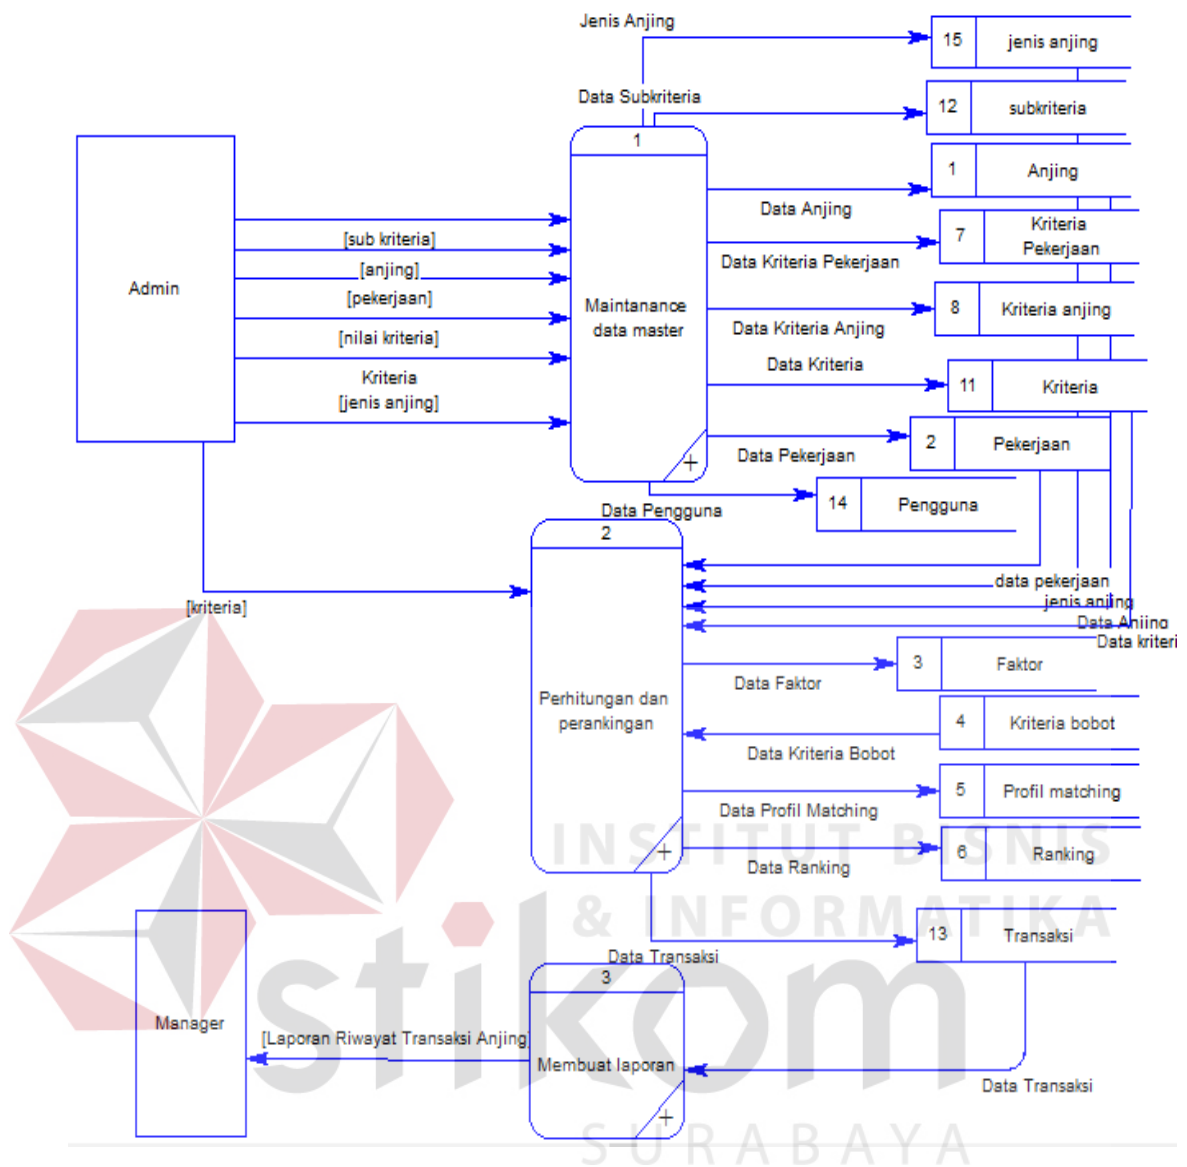 Jenis Anjing
15 jenis anjing
Data Subkriteria
12 subkriteria
1
1 Anjing
Data Anjing
[sub kriteria]
7 Kriteria
Pekerjaan
[anjing]
Data Kriteria Pekerjaan
Admin
[pekerjaan]
Maintanance
data master
8 Kriteria anjing
[nilai kriteria]
Data Kriteria Anjing
Kriteria
Data Kriteria
11 Kriteria
[jenis anjing]
2 Pekerjaan
Data Pekerjaan
+
14 Pengguna
Data Pengguna
2
data pekerjaan
jenis anjing
[kriteria]
Data Anjing
Data kriteri
3 Faktor
Data Faktor
Perhitungan dan
perankingan
4 Kriteria bobot
Data Kriteria Bobot
5 Profil matching
Data Profil Matching
INSTITUT BISNIS
+
6 Ranking
Data Ranking
& INFORMATIKA
13 Transaksi
Data Transaksi
stikom
3
Manager
[Laporan Riwayat Transaksi Anjing]
Membuat laporan
Data Transaksi
+
SURABAYA